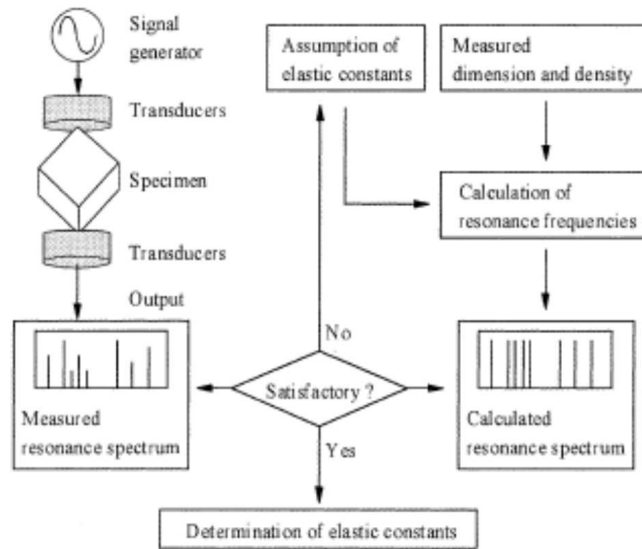 Signal
generator
Transducers
Specimen
Transducers
Output
Measured
resonance spectrum
Assumption of
elastic constants
Measured
dimension and density
Calculation of
resonance frequencies
No
Satisfactory ?
Yes
Calculated
resonance spectrum
Determination of elastic constants